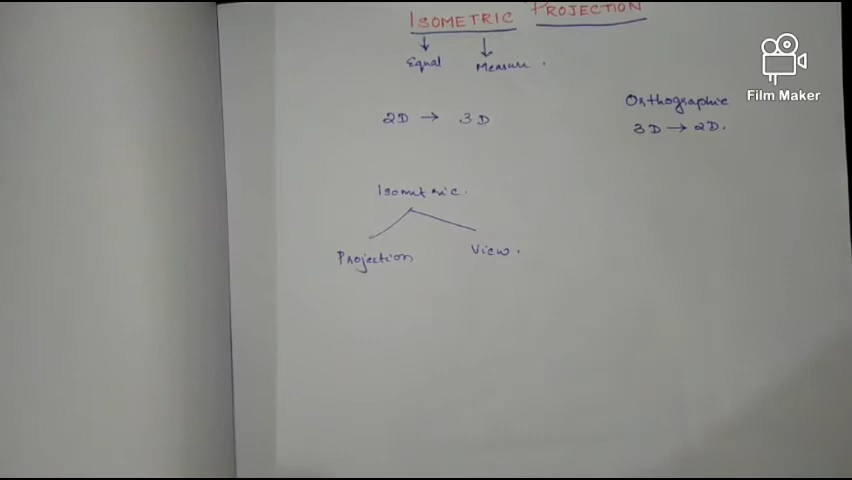 ISOMETRIC PROJECTION
Equal Measure.
Orthographic
2D → 3D
3D → 2D.
Isometric.
Projection View.
Film Maker